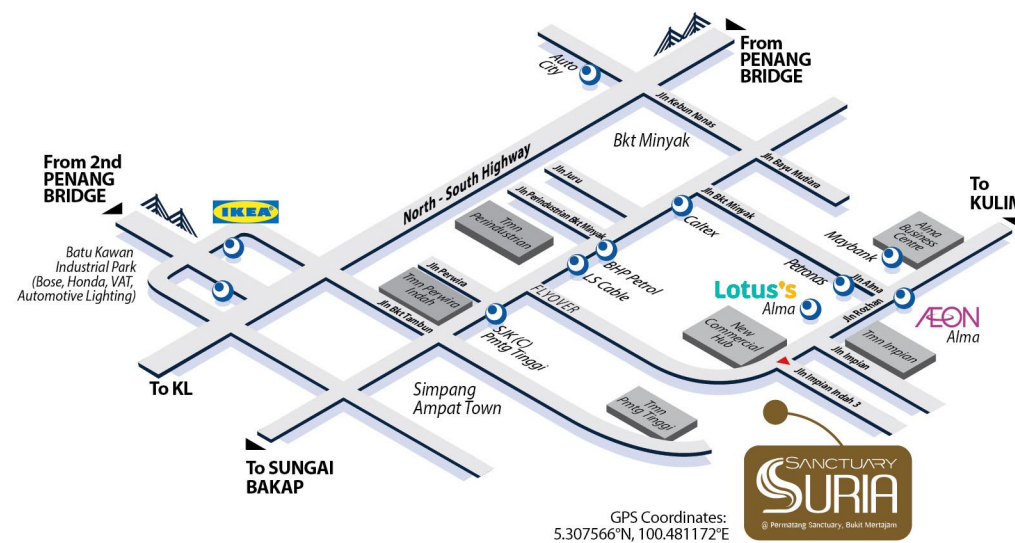 From
PENANG
BRIDGE
Auto
City
Jln Kebun Nanas
Bkt Minyak
Jln Bayu Mutiara
From 2nd
PENANG
BRIDGE
IKEA
North - South Highway
Jln Juru
Jln Perindustrian Bkt Minyak
Jln Bkt Minyak
To
KULIM
Batu Kawan
Industrial Park
(Bose, Honda, VAT,
Automotive Lighting)
Tmn
Perindustrian
Caltex
Maybank
Alma
Business
Centre
Jln Perwira
Tmn Perwira
Indah
BHP Petrol
LS Cable
FLYOVER
Petronas
Jln Alma
Jln Rozhan
Lotus's
Alma
AEON
Alma
Jln Bkt Tambun
SJK (C)
Pmtg Tinggi
New
Commercial
Hub
Tmn Impian
Jln Impian
Jln Impian Indah 3
To KL
Simpang
Ampat Town
Tmn
Pmtg Tinggi
To SUNGAI
BAKAP
SANCTUARY
SURIA
@ Permatang Sanctuary, Bukit Mertajam
GPS Coordinates:
5.307566°N, 100.481172°E